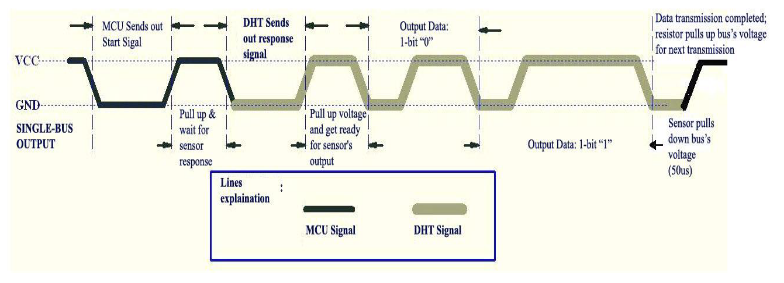 MCU Sends out
Start Sigal
DHT Sends
out response
signal
Output Data:
1-bit “0”
Data transmission completed;
resistor pulls up bus’s voltage
for next transmission
VCC
GND
SINGLE-BUS
OUTPUT
Pull up &
wait for
sensor
response
Pull up voltage
and get ready
for sensor's
output
Output Data: 1-bit “1”
Sensor pulls
down bus’s
voltage
(50us)
Lines
explaination :
MCU Signal
DHT Signal